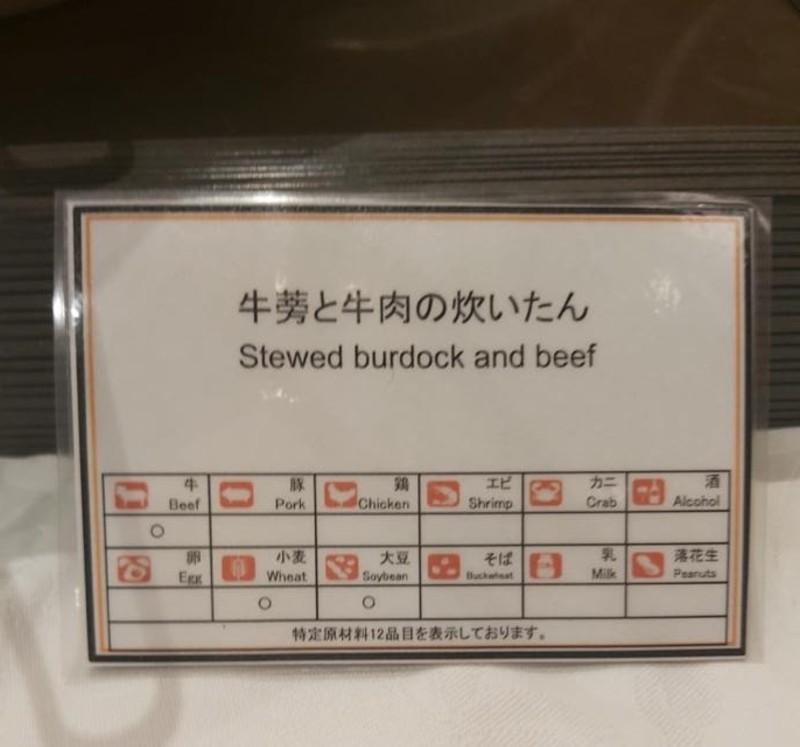 牛蒡と牛肉の炊いたん
Stewed burdock and beef
牛 豚 鶏 エビ カニ 酒
Beef Pork Chicken Shrimp Crab Alcohol
○
卵 小麦 大豆 そば 乳 落花生
Egg Wheat Soybean Buckwheat Milk Peanuts
○ ○
特定原材料12品目を表示しております。